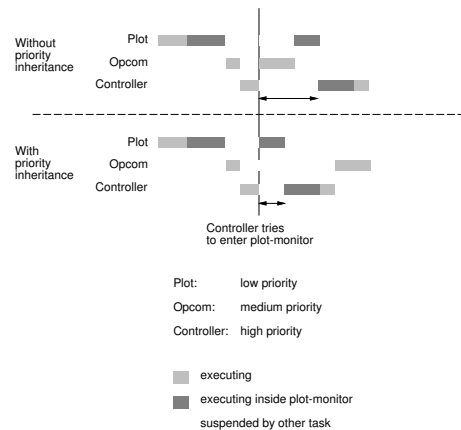 Without
priority
inheritance
Plot
Opcom
Controller
With
priority
inheritance
Plot
Opcom
Controller
Controller tries
to enter plot-monitor
Plot: low priority
Opcom: medium priority
Controller: high priority
executing
executing inside plot-monitor
suspended by other task